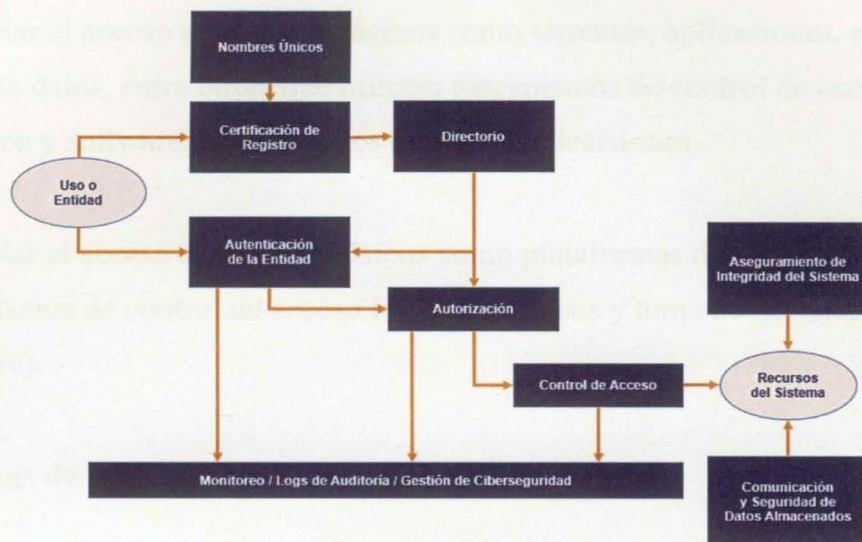 Nombres Únicos
Certificación de
Registro
Directorio
Uso o
Entidad
Autenticación
de la Entidad
Aseguramiento de
Integridad del Sistema
Autorización
Control de Acceso
Recursos
del Sistema
Monitoreo / Logs de Auditoría / Gestión de Ciberseguridad
Comunicación
y Seguridad de
Datos Almacenados